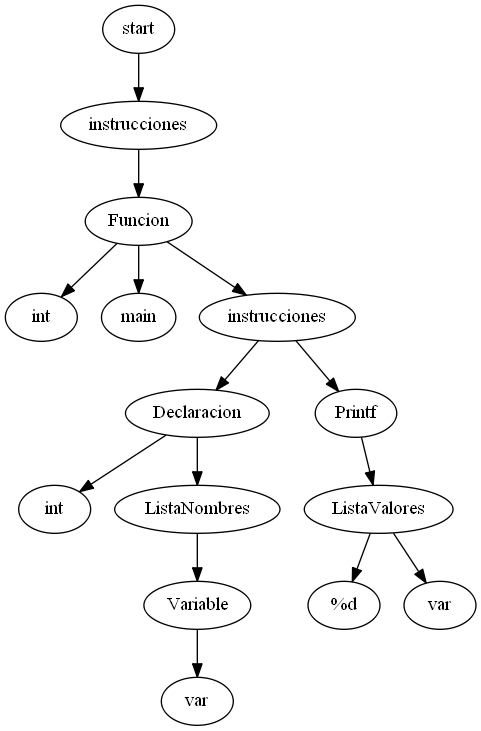 start
instrucciones
Funcion
int
main
instrucciones
Declaracion
Printf
int
ListaNombres
ListaValores
Variable
%d
var
var